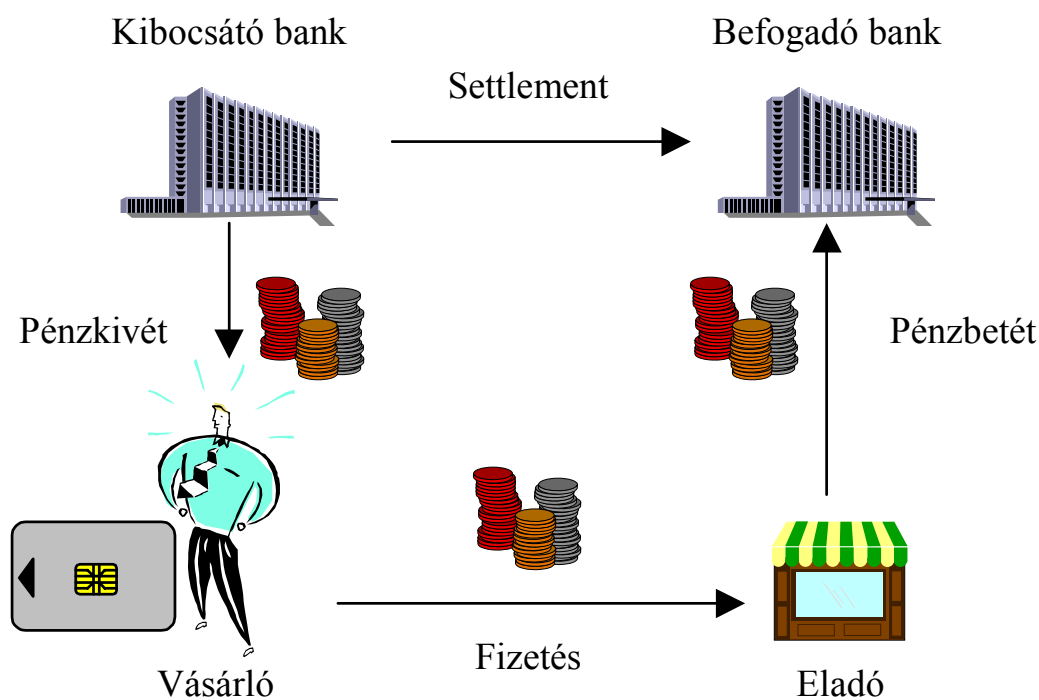 Kibocsátó bank
Befogadó bank
Settlement
Pénzkivét
Pénzbetét
Fizetés
Vásárló
Eladó